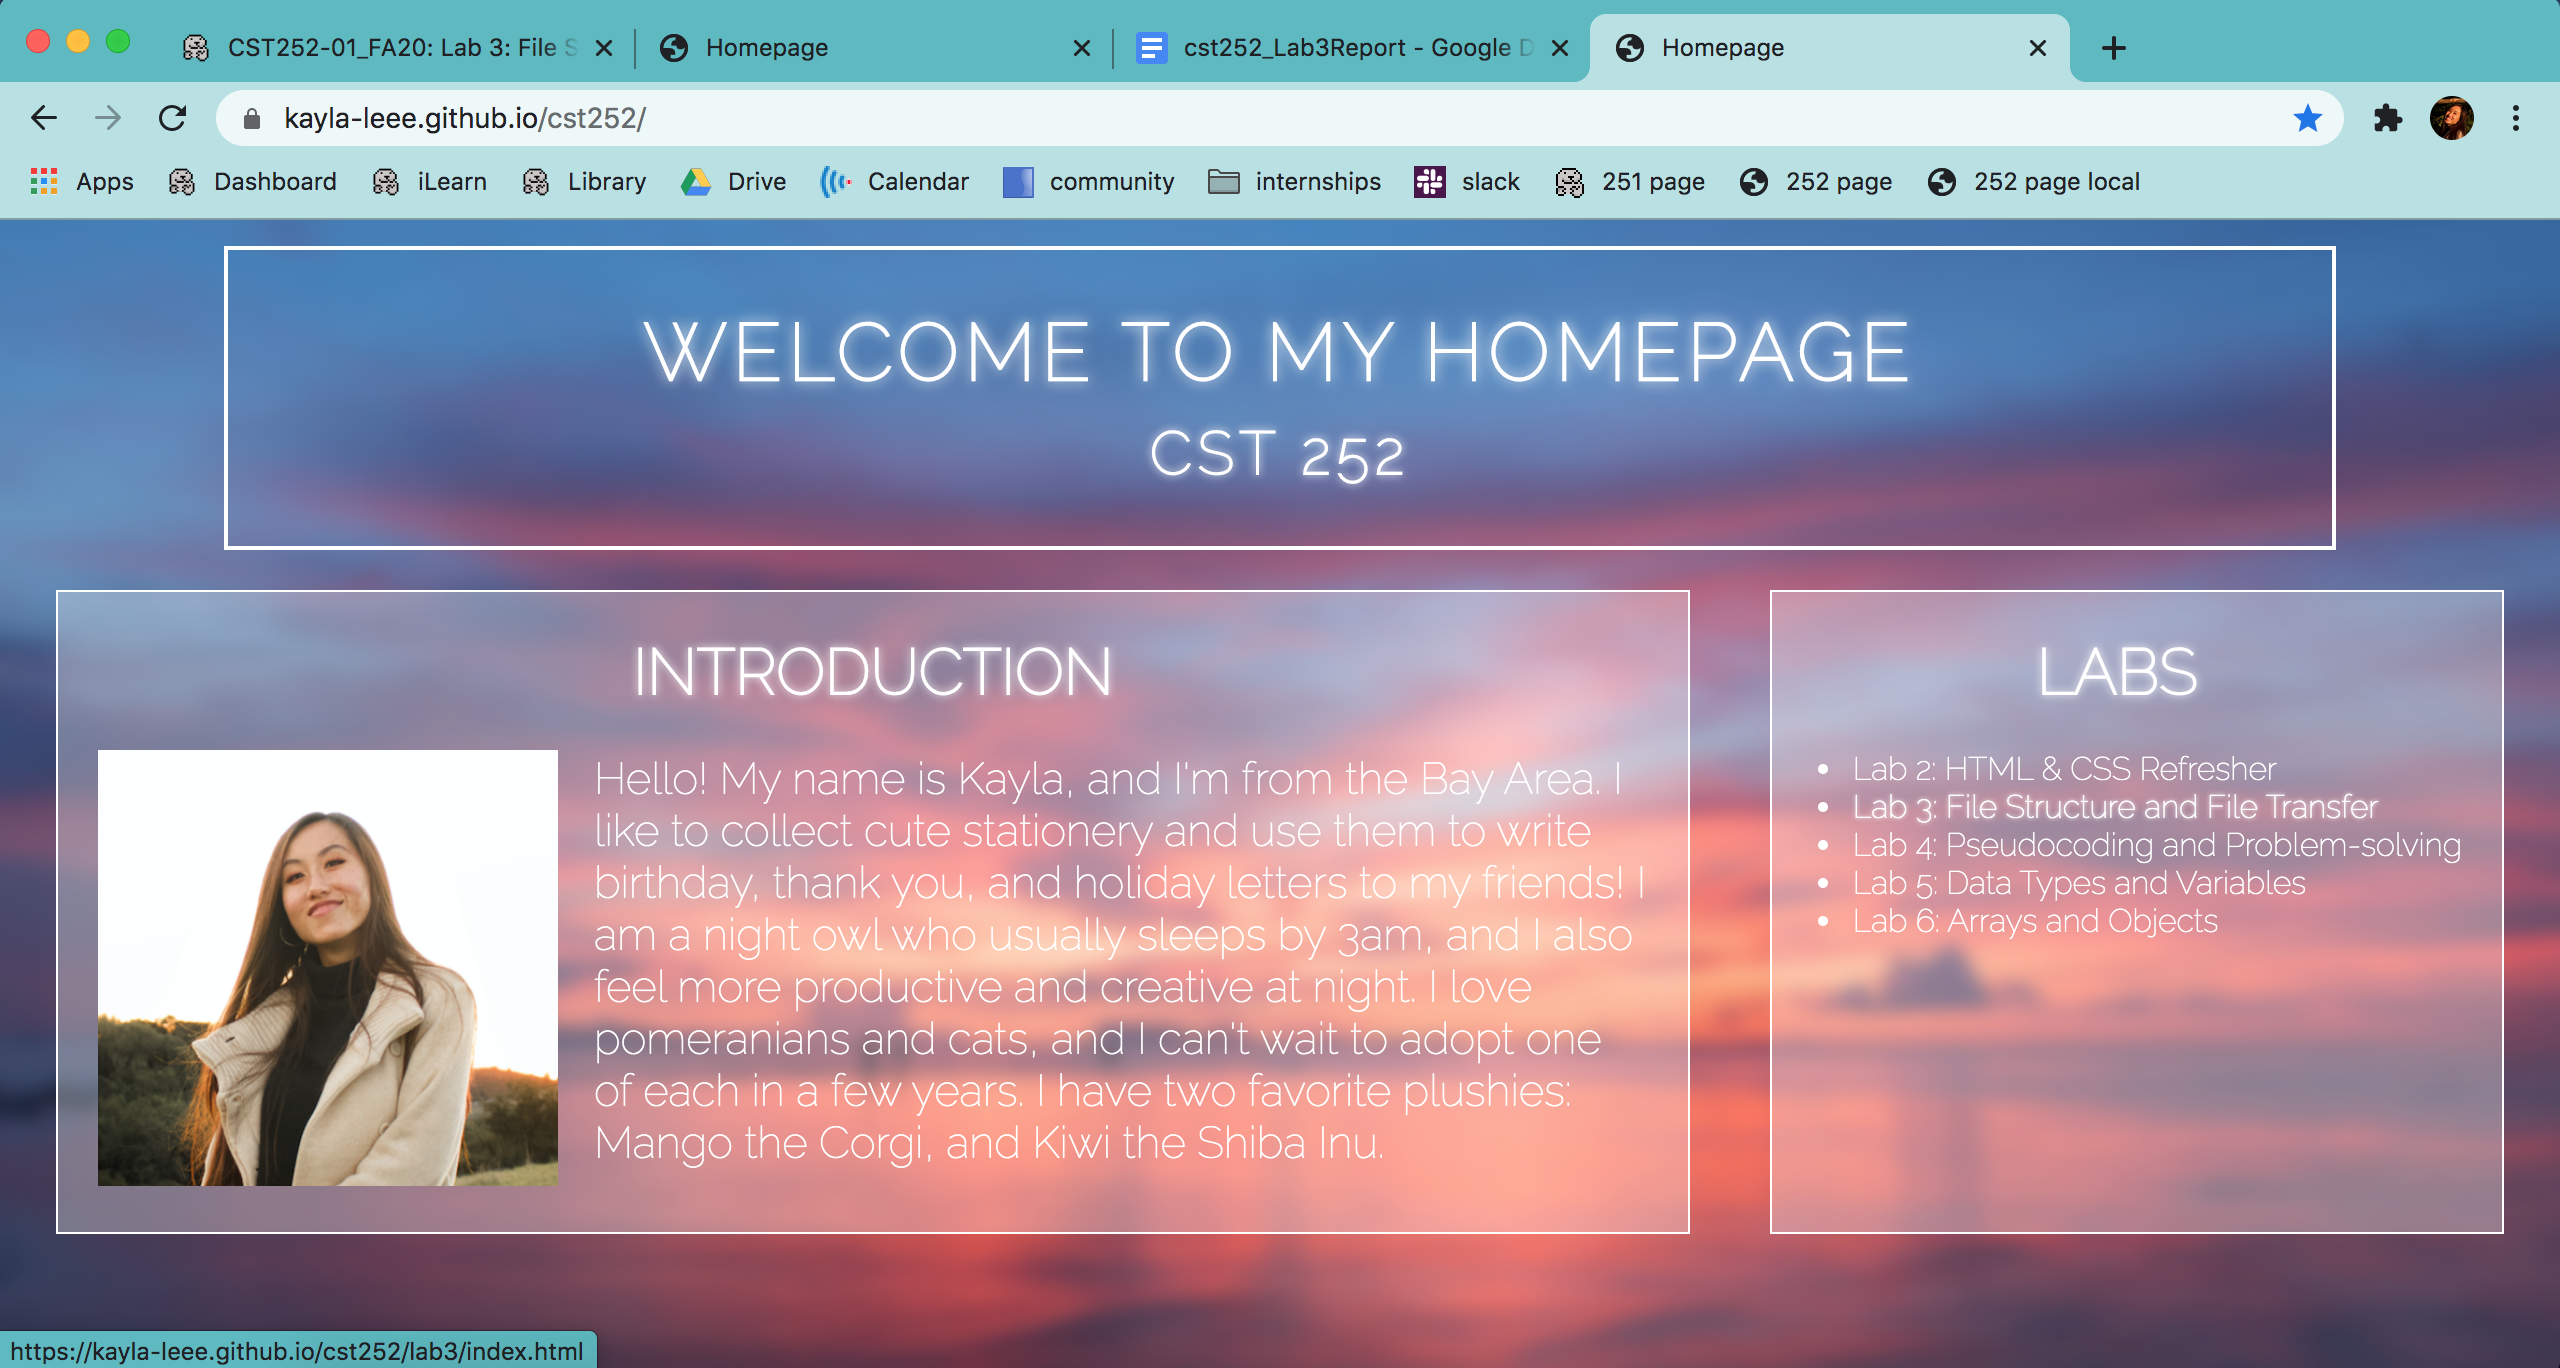 CST252-01_FA20: Lab 3: File S
Homepage
cst252_Lab3Report - Google D
Homepage
kayla-leee.github.io/cst252/
Apps
Dashboard
iLearn
Library
Drive
Calendar
community
internships
slack
251 page
252 page
252 page local
WELCOME TO MY HOMEPAGE
CST 252
INTRODUCTION
Hello! My name is Kayla, and I'm from the Bay Area. I
like to collect cute stationery and use them to write
birthday, thank you, and holiday letters to my friends! I
am a night owl who usually sleeps by 3am, and I also
feel more productive and creative at night. I love
pomeranians and cats, and I can't wait to adopt one
of each in a few years. I have two favorite plushies:
Mango the Corgi, and Kiwi the Shiba Inu.
LABS
Lab 2: HTML & CSS Refresher
Lab 3: File Structure and File Transfer
Lab 4: Pseudocoding and Problem-solving
Lab 5: Data Types and Variables
Lab 6: Arrays and Objects
https://kayla-leee.github.io/cst252/lab3/index.html